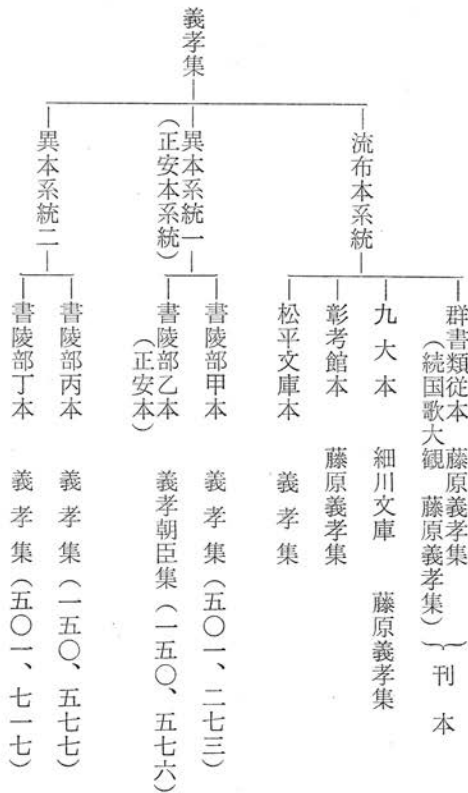 義孝集
流布本系統
群書類従本　藤原義孝集
（続国歌大観　藤原義孝集）
刊本
九大本　細川文庫　藤原義孝集
彰考館本　藤原義孝集
松平文庫本　義孝集
異本系統一
（正安本系統）
書陵部甲本　義孝集（五〇一、二七三）
書陵部乙本　義孝朝臣集（一五〇、五七六）
（正安本）
異本系統二
書陵部丙本　義孝集（一五〇、五七七）
書陵部丁本　義孝集（五〇一、七一七）